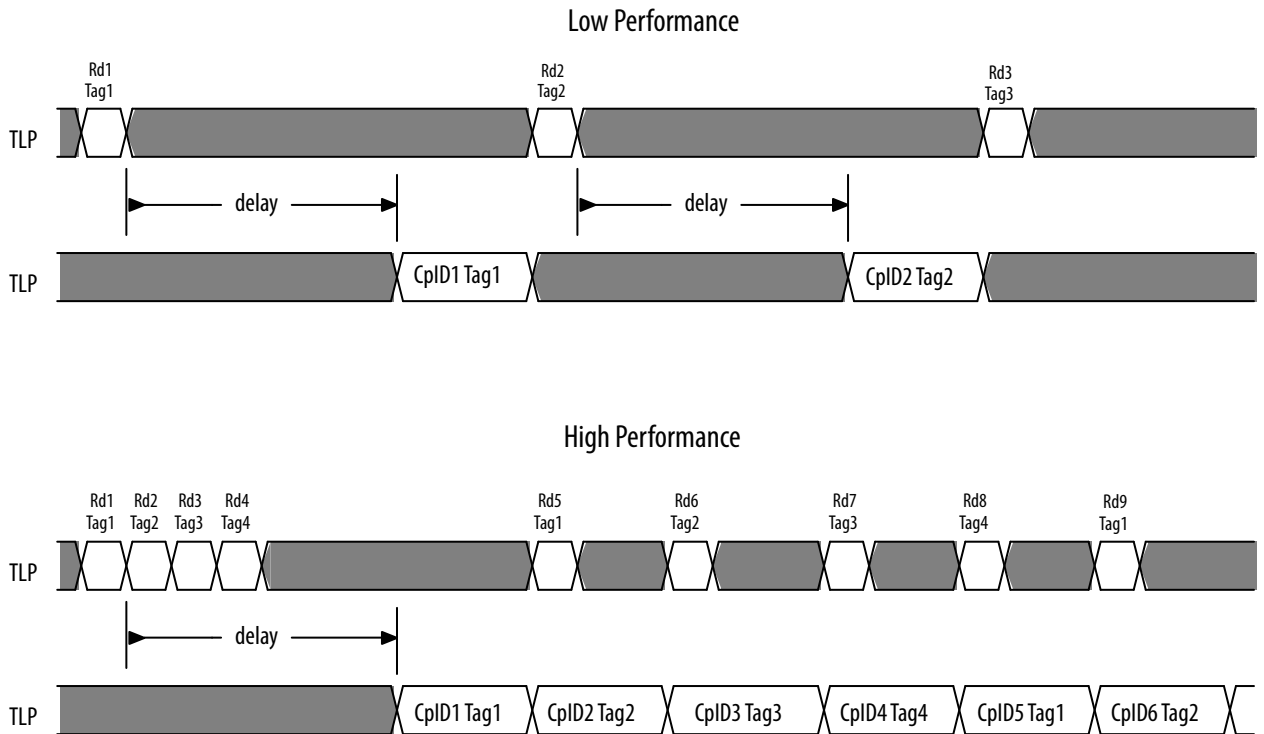 Low Performance
Rd1
Tag1
Rd2
Tag2
Rd3
Tag3
TLP
delay
delay
TLP
CplD1 Tag1
CplD2 Tag2
High Performance
Rd1
Tag1
Rd2
Tag2
Rd3
Tag3
Rd4
Tag4
Rd5
Tag1
Rd6
Tag2
Rd7
Tag3
Rd8
Tag4
Rd9
Tag1
TLP
delay
TLP
CplD1 Tag1
CplD2 Tag2
CplD3 Tag3
CplD4 Tag4
CplD5 Tag1
CplD6 Tag2